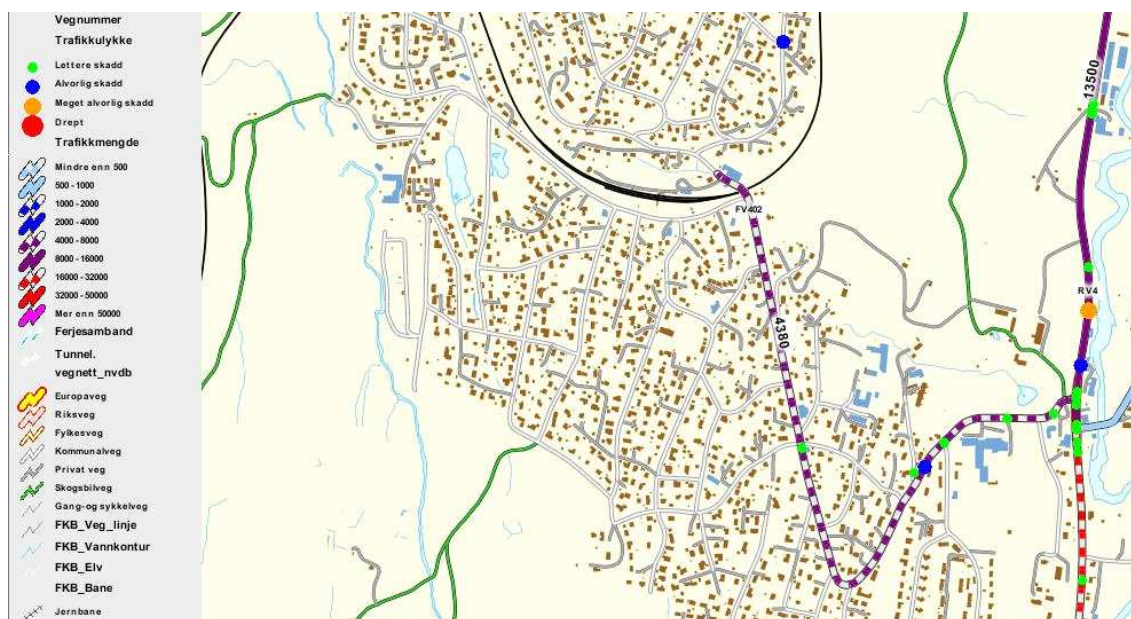 Vegnummer
Trafikkulykke
Lettere skadd
Alvorlig skadd
Meget alvorlig skadd
Drept
Trafikkmengde
Mindre enn 500
500 - 1000
1000 - 2000
2000 - 4000
4000 - 8000
8000 - 16000
16000 - 32000
32000 - 50000
Mer enn 50000
Ferjesamband
Tunnel.
vegnett_nvdb
Europaveg
Riksveg
Fylkesveg
Kommunalveg
Privat veg
Skogsbilveg
Gang-og sykkelveg
FKB_Veg_linje
FKB_Vannkontur
FKB_Elv
FKB_Bane
Jernbane
13500
FV402
RV4
4380